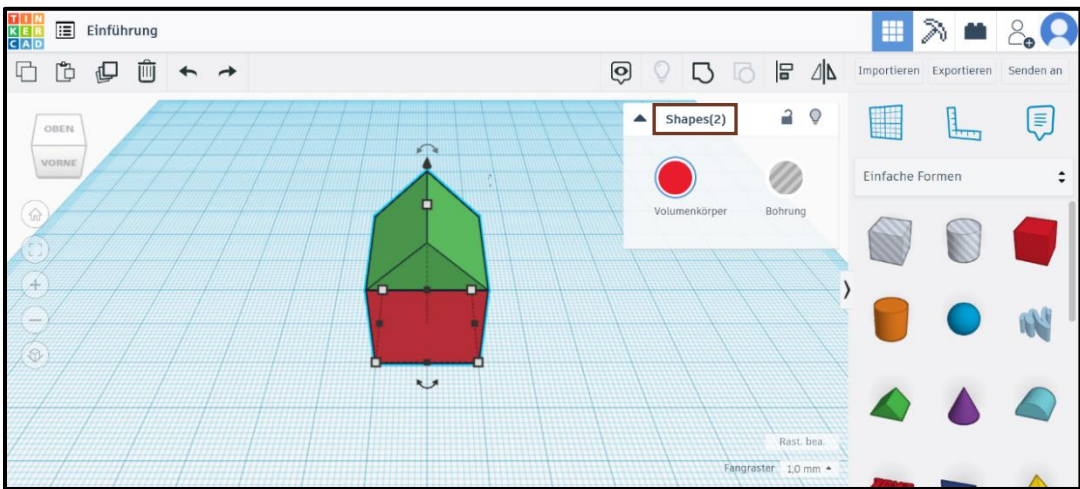 TIN
KER
CAD
Einführung
Importieren Exportieren Senden an
OBEN
VORNE
Shapes(2)
Volumenkörper Bohrung
Einfache Formen
Rast. bea.
Fangraster 1,0 mm